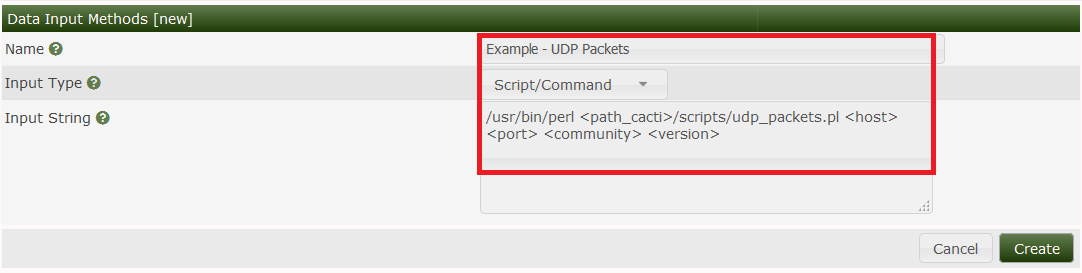 Data Input Methods [new]
Name
Example - UDP Packets
Input Type
Script/Command
Input String
/usr/bin/perl <path_cacti>/scripts/udp_packets.pl <host>
<port> <community> <version>
Cancel
Create